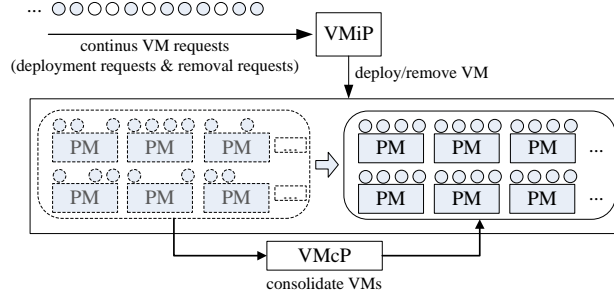 ...
continus VM requests
(deployment requests & removal requests)
VMiP
deploy/remove VM
PM PM PM ...
PM PM PM
PM PM PM ...
PM PM PM ...
VMcP
consolidate VMs